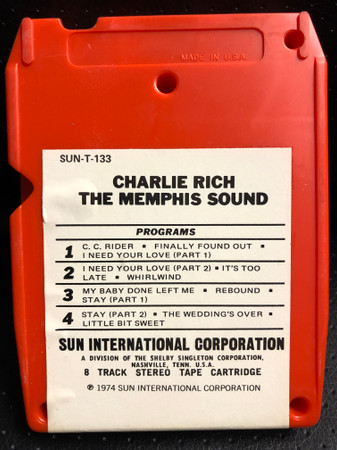 MADE IN U.S.A.
SUN-T-133
CHARLIE RICH
THE MEMPHIS SOUND
PROGRAMS
1 C. C. RIDER ▪ FINALLY FOUND OUT ▪
I NEED YOUR LOVE (PART 1)
2 I NEED YOUR LOVE (PART 2) ▪ IT'S TOO
LATE ▪ WHIRLWIND
3 MY BABY DONE LEFT ME ▪ REBOUND ▪
STAY (PART 1)
4 STAY (PART 2) ▪ THE WEDDING'S OVER ▪
LITTLE BIT SWEET
SUN INTERNATIONAL CORPORATION
A DIVISION OF THE SHELBY SINGLETON CORPORATION,
NASHVILLE, TENN. U.S.A.
8 TRACK STEREO TAPE CARTRIDGE
℗ 1974 SUN INTERNATIONAL CORPORATION